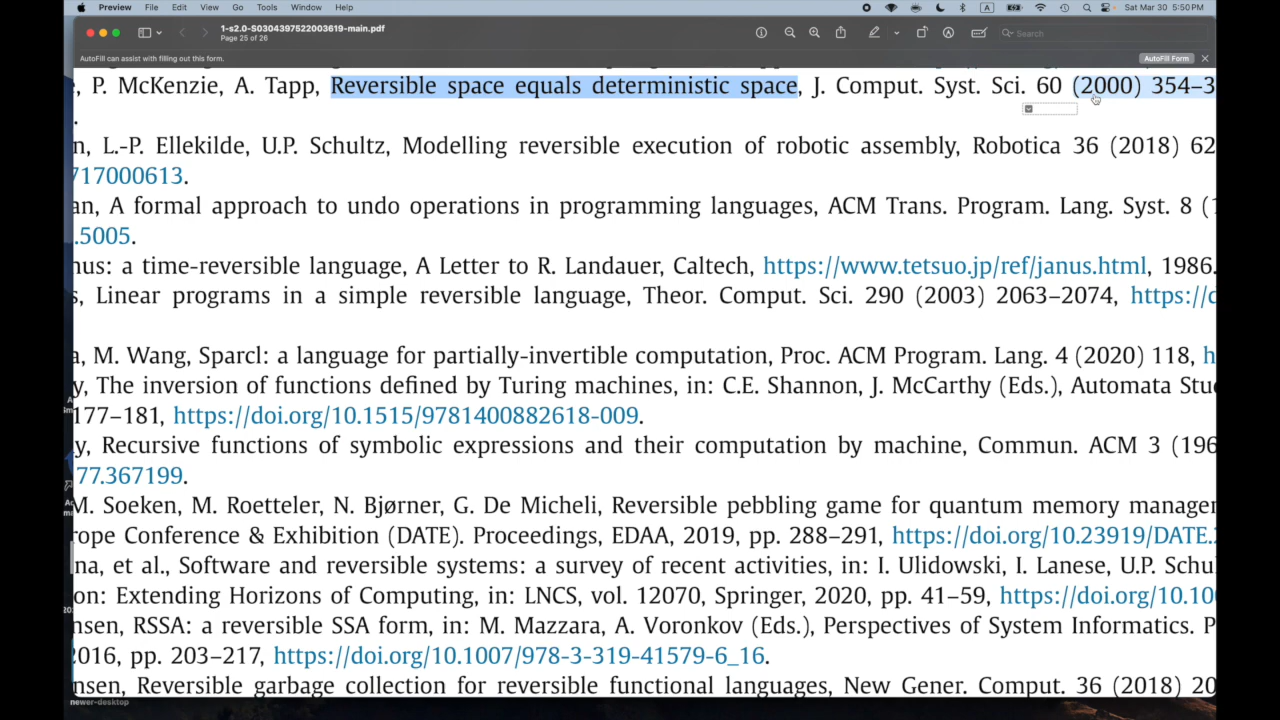 Preview File Edit View Go Tools Window Help A Sat Mar 30 5:50 PM
1-s2.0-S0304397522003619-main.pdf
Page 25 of 26
Search
AutoFill can assist with filling out this form.
AutoFill Form
, P. McKenzie, A. Tapp, Reversible space equals deterministic space, J. Comput. Syst. Sci. 60 (2000) 354–3
.
n, L.-P. Ellekilde, U.P. Schultz, Modelling reversible execution of robotic assembly, Robotica 36 (2018) 62
717000613.
an, A formal approach to undo operations in programming languages, ACM Trans. Program. Lang. Syst. 8 (
.5005.
nus: a time-reversible language, A Letter to R. Landauer, Caltech, https://www.tetsuo.jp/ref/janus.html, 1986.
s, Linear programs in a simple reversible language, Theor. Comput. Sci. 290 (2003) 2063–2074, https://d
a, M. Wang, Sparcl: a language for partially-invertible computation, Proc. ACM Program. Lang. 4 (2020) 118, h
y, The inversion of functions defined by Turing machines, in: C.E. Shannon, J. McCarthy (Eds.), Automata Stu
177–181, https://doi.org/10.1515/9781400882618-009.
y, Recursive functions of symbolic expressions and their computation by machine, Commun. ACM 3 (196
77.367199.
M. Soeken, M. Roetteler, N. Bjørner, G. De Micheli, Reversible pebbling game for quantum memory manager
rope Conference & Exhibition (DATE). Proceedings, EDAA, 2019, pp. 288–291, https://doi.org/10.23919/DATE.
na, et al., Software and reversible systems: a survey of recent activities, in: I. Ulidowski, I. Lanese, U.P. Schu
on: Extending Horizons of Computing, in: LNCS, vol. 12070, Springer, 2020, pp. 41–59, https://doi.org/10.10
nsen, RSSA: a reversible SSA form, in: M. Mazzara, A. Voronkov (Eds.), Perspectives of System Informatics. P
2016, pp. 203–217, https://doi.org/10.1007/978-3-319-41579-6_16.
nsen, Reversible garbage collection for reversible functional languages, New Gener. Comput. 36 (2018) 20
newer-desktop